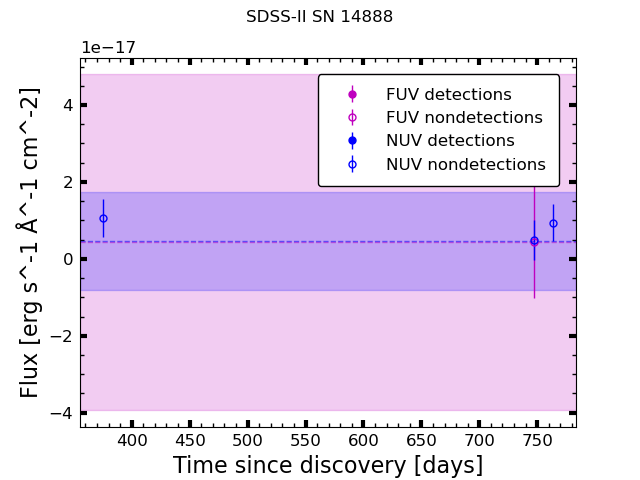 SDSS-II SN 14888
1e−17
FUV detections
FUV nondetections
NUV detections
NUV nondetections
4
2
0
−2
−4
Flux [erg s^-1 Å^-1 cm^-2]
400 450 500 550 600 650 700 750
Time since discovery [days]